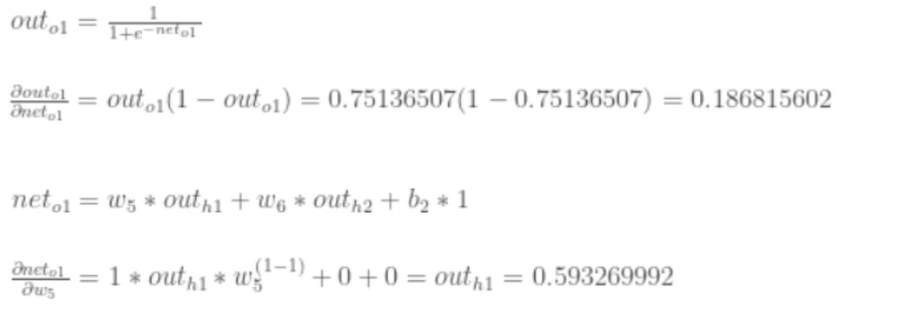 out_{o1} = \frac{1}{1+e^{-net_{o1}}}
\frac{\partial out_{o1}}{\partial net_{o1}} = out_{o1}(1 - out_{o1}) = 0.75136507(1 - 0.75136507) = 0.186815602
net_{o1} = w_5 * out_{h1} + w_6 * out_{h2} + b_2 * 1
\frac{\partial net_{o1}}{\partial w_5} = 1 * out_{h1} * w_5^{(1-1)} + 0 + 0 = out_{h1} = 0.593269992